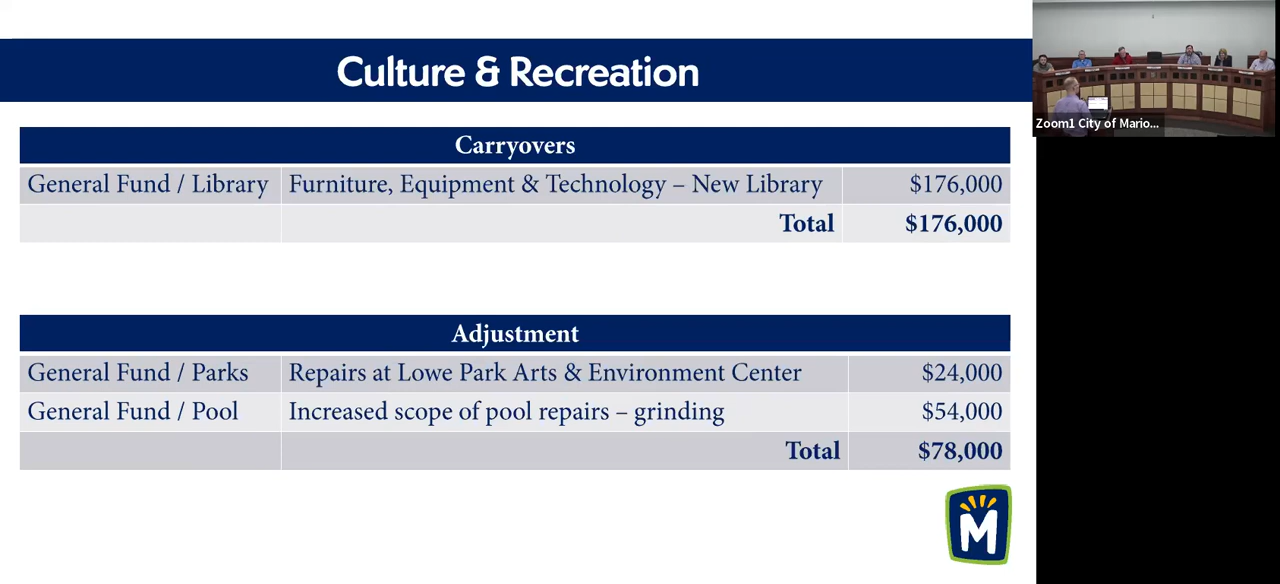 Culture & Recreation
Zoom1 City of Mario...
Carryovers
General Fund / Library Furniture, Equipment & Technology – New Library $176,000
Total $176,000
Adjustment
General Fund / Parks Repairs at Lowe Park Arts & Environment Center $24,000
General Fund / Pool Increased scope of pool repairs – grinding $54,000
Total $78,000
M